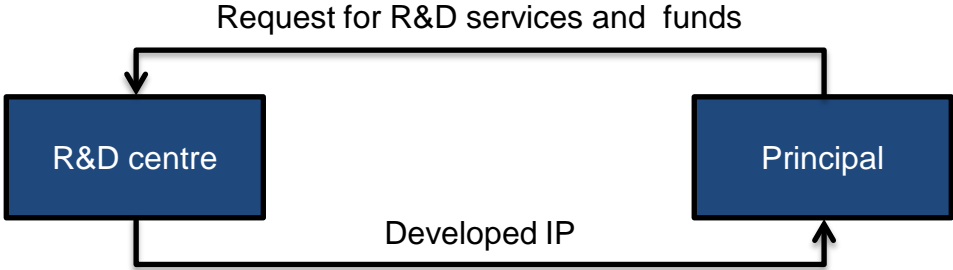 Request for R&D services and funds
R&D centre
Principal
Developed IP